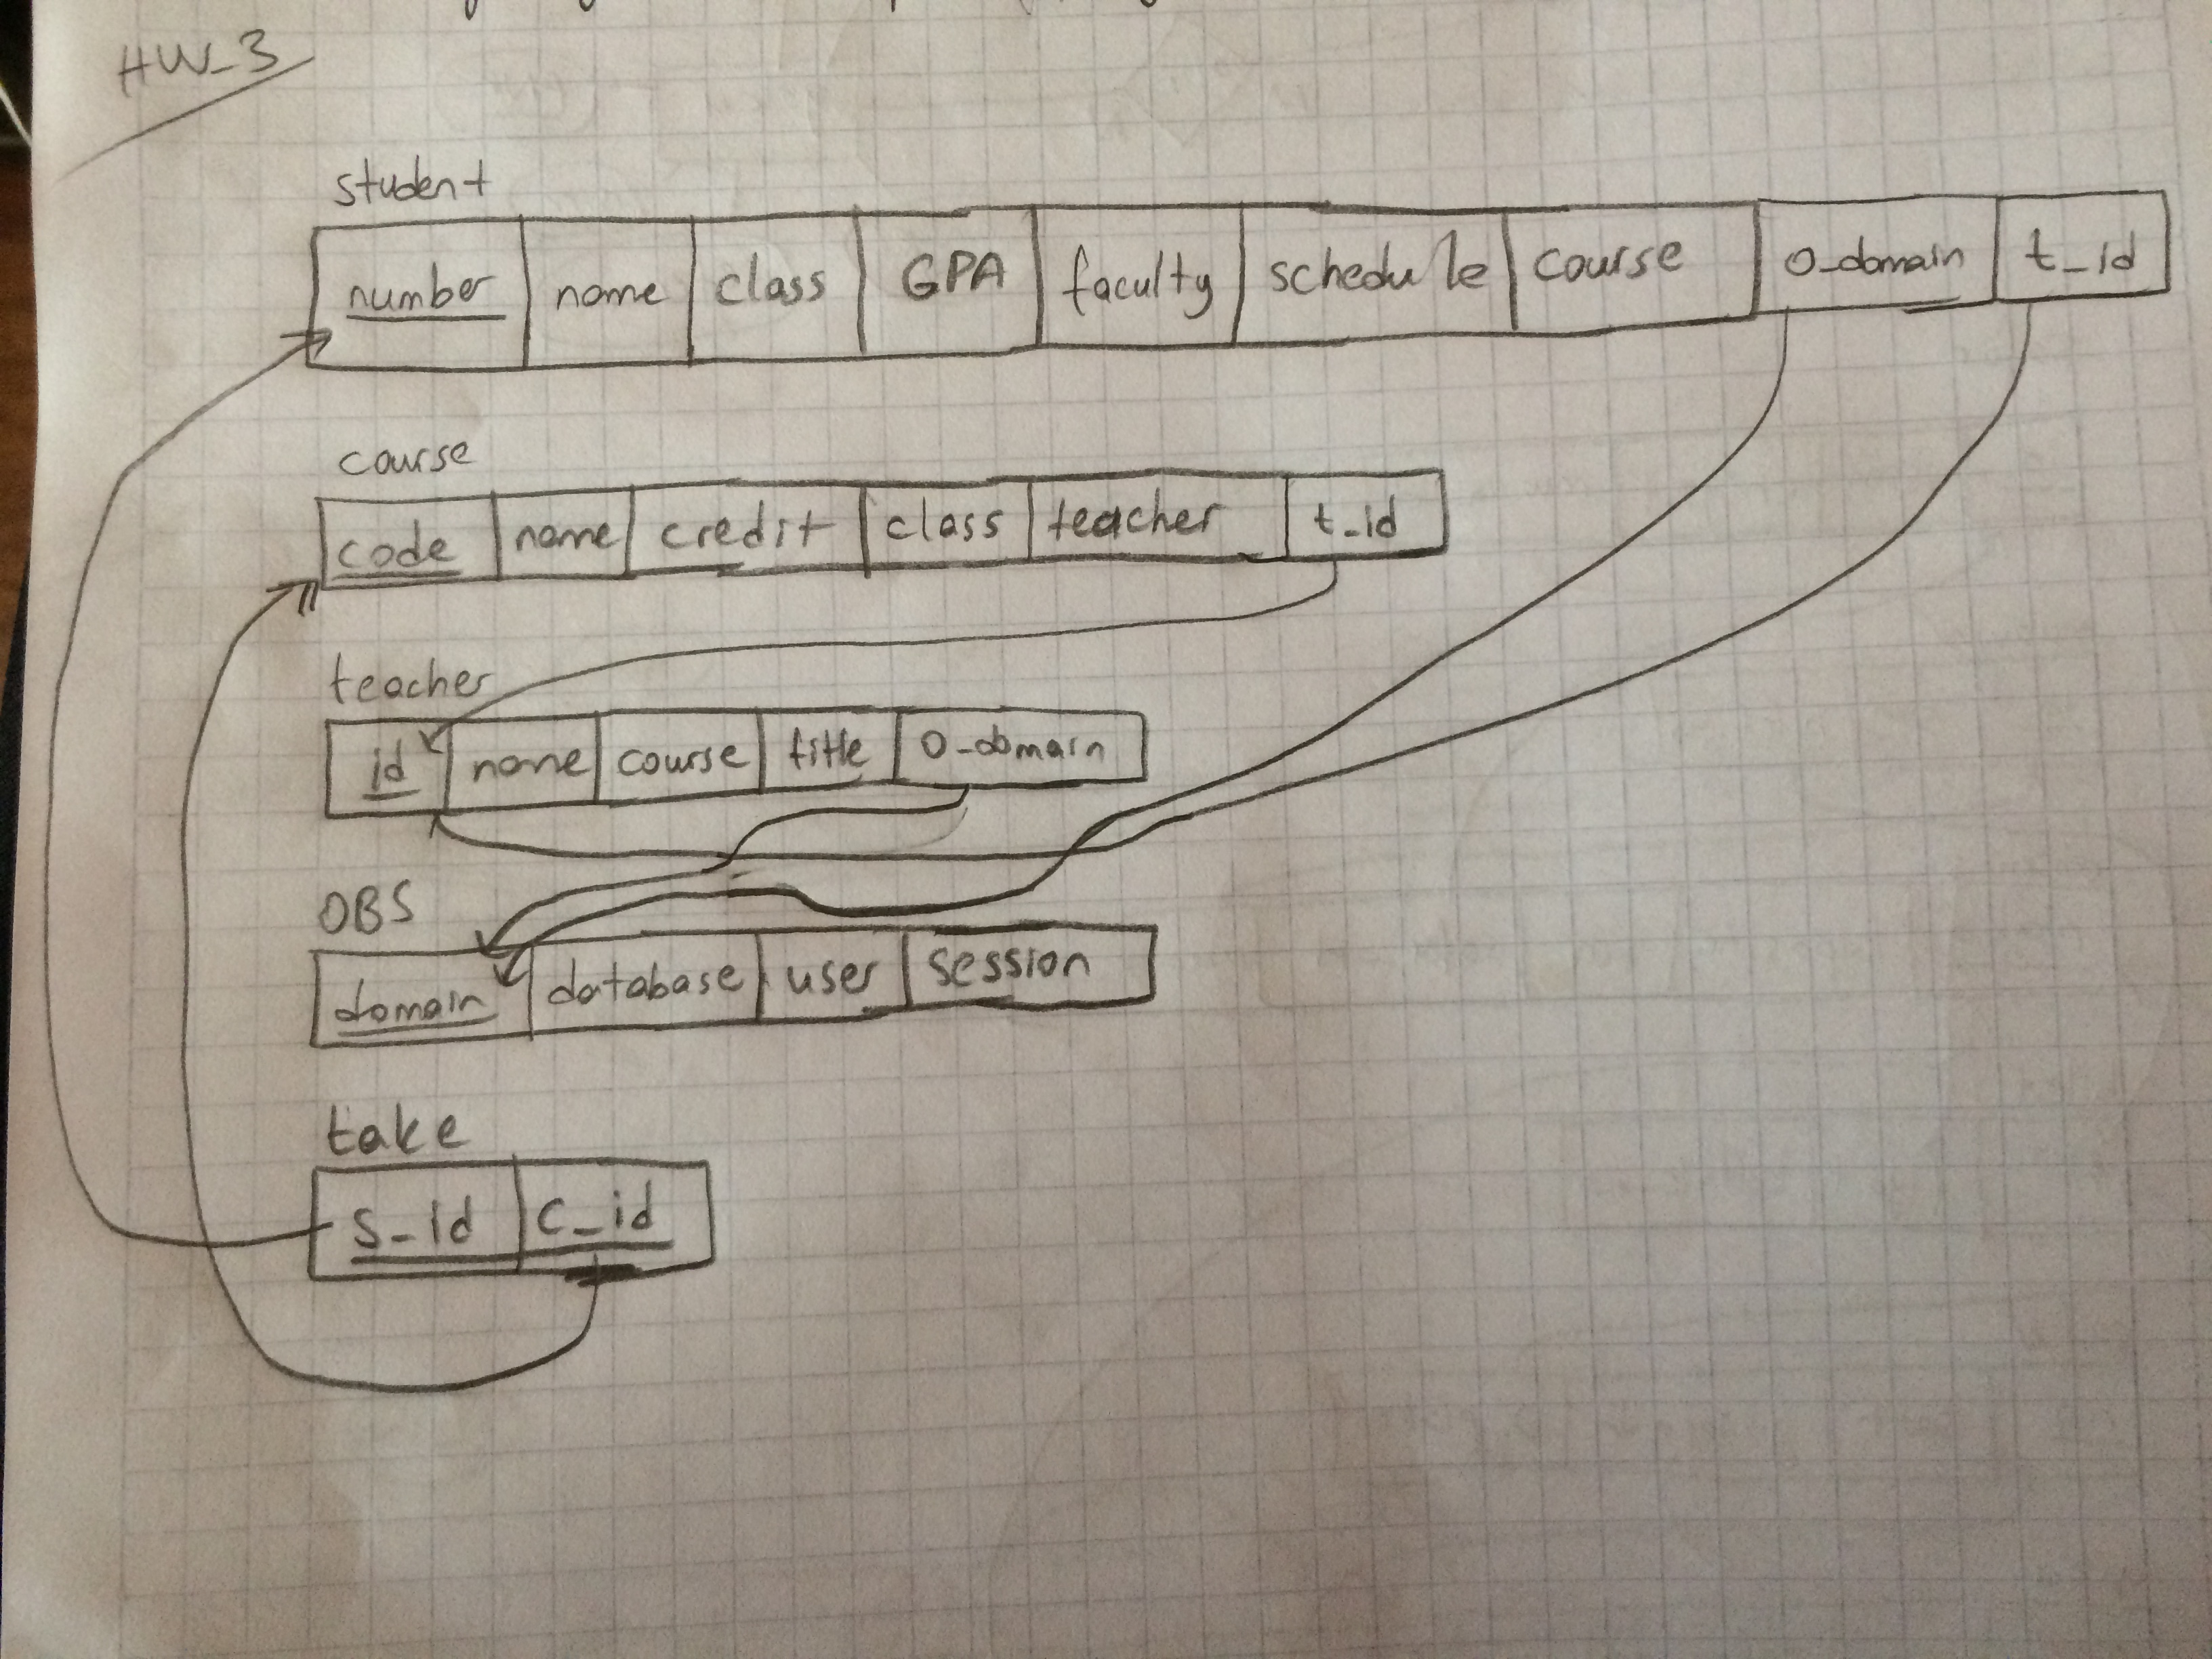 HW_3
student
number name class GPA faculty schedule course o_domain t_id
course
code name credit class teacher t_id
teacher
id name course title o_domain
OBS
domain database user session
take
s_id c_id